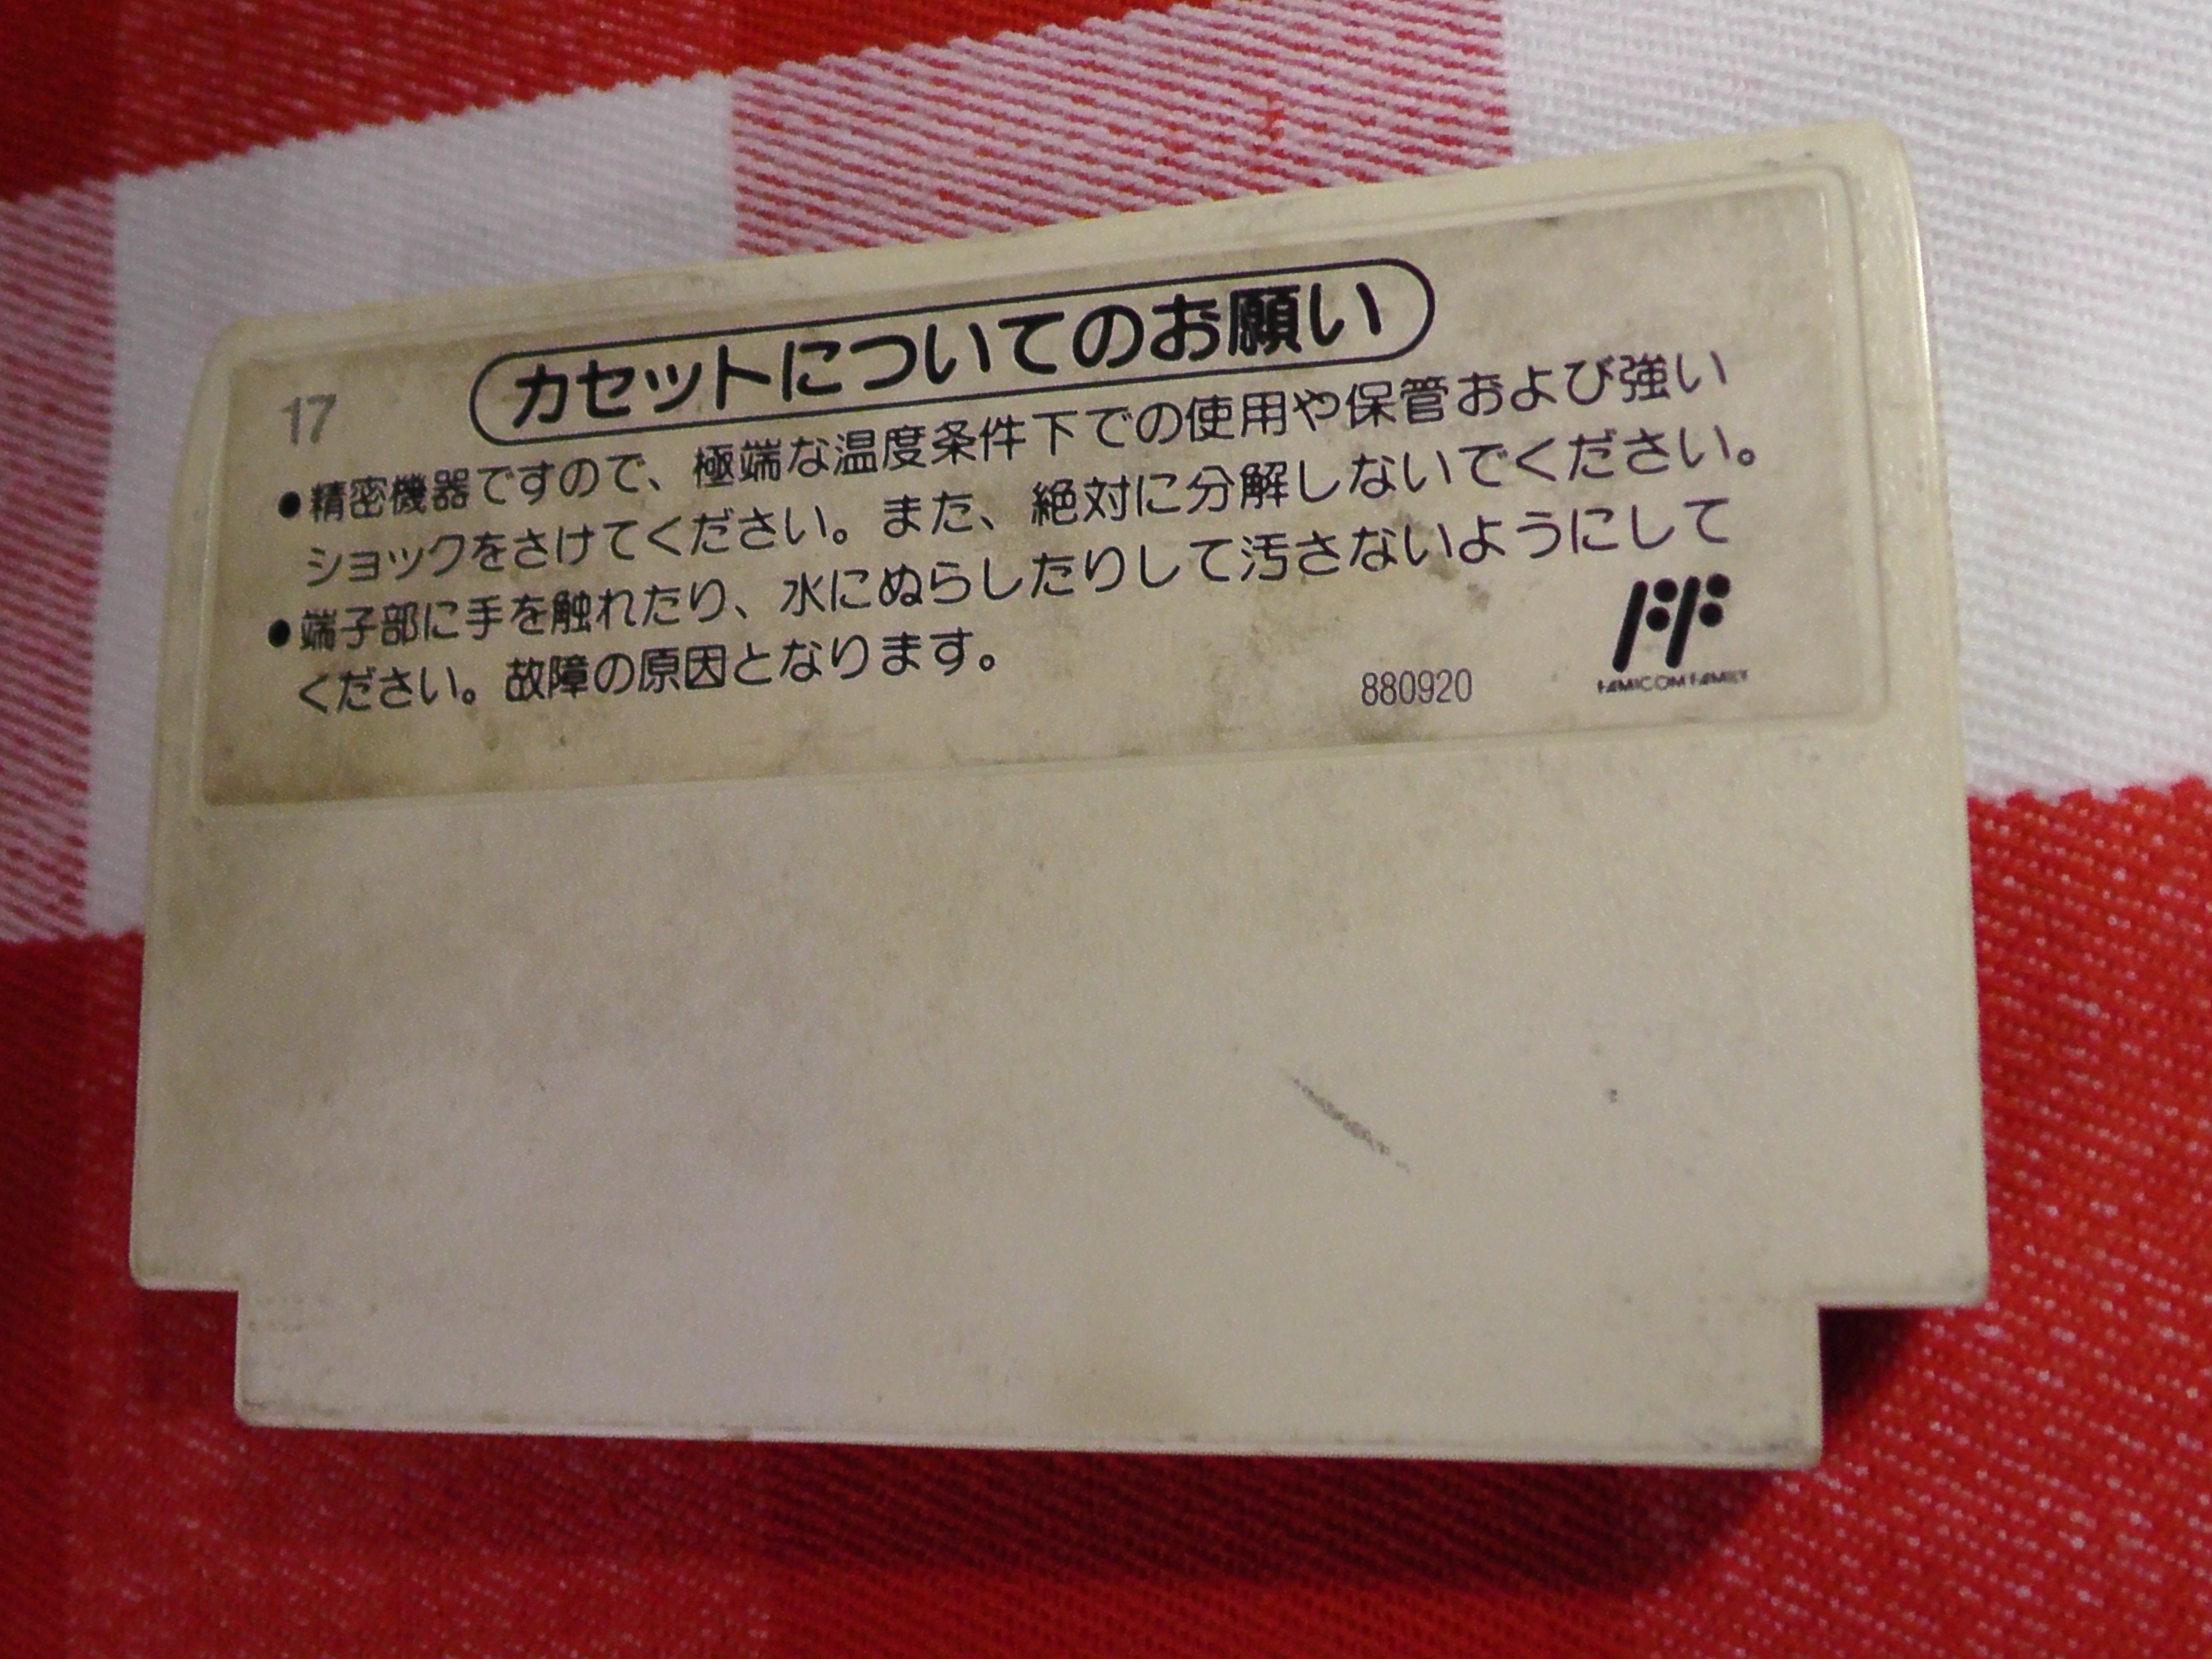 カセットについてのお願い
17
●精密機器ですので、極端な温度条件下での使用や保管および強い
ショックをさけてください。また、絶対に分解しないでください。
●端子部に手を触れたり、水にぬらしたりして汚さないようにして
ください。故障の原因となります。
880920
FF
FAMICOM FAMILY